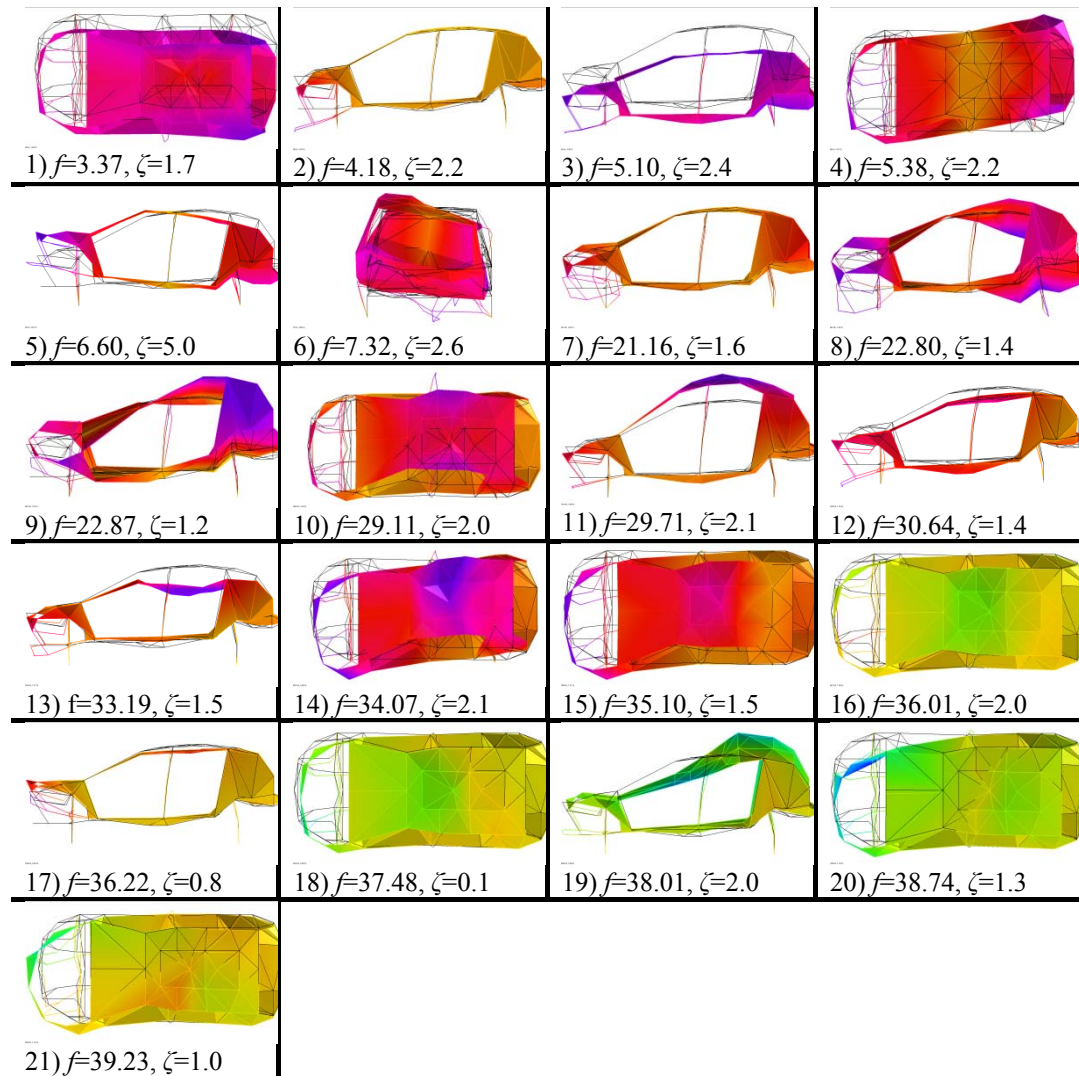 1) f=3.37, ζ=1.7
2) f=4.18, ζ=2.2
3) f=5.10, ζ=2.4
4) f=5.38, ζ=2.2
5) f=6.60, ζ=5.0
6) f=7.32, ζ=2.6
7) f=21.16, ζ=1.6
8) f=22.80, ζ=1.4
9) f=22.87, ζ=1.2
10) f=29.11, ζ=2.0
11) f=29.71, ζ=2.1
12) f=30.64, ζ=1.4
13) f=33.19, ζ=1.5
14) f=34.07, ζ=2.1
15) f=35.10, ζ=1.5
16) f=36.01, ζ=2.0
17) f=36.22, ζ=0.8
18) f=37.48, ζ=0.1
19) f=38.01, ζ=2.0
20) f=38.74, ζ=1.3
21) f=39.23, ζ=1.0